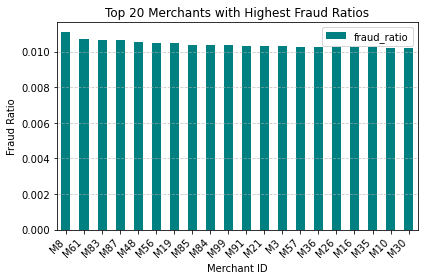 Top 20 Merchants with Highest Fraud Ratios
fraud_ratio
0.010
0.008
0.006
0.004
0.002
0.000
Fraud Ratio
M8
M61
M83
M87
M48
M56
M19
M85
M84
M99
M91
M21
M3
M57
M36
M26
M16
M35
M10
M30
Merchant ID